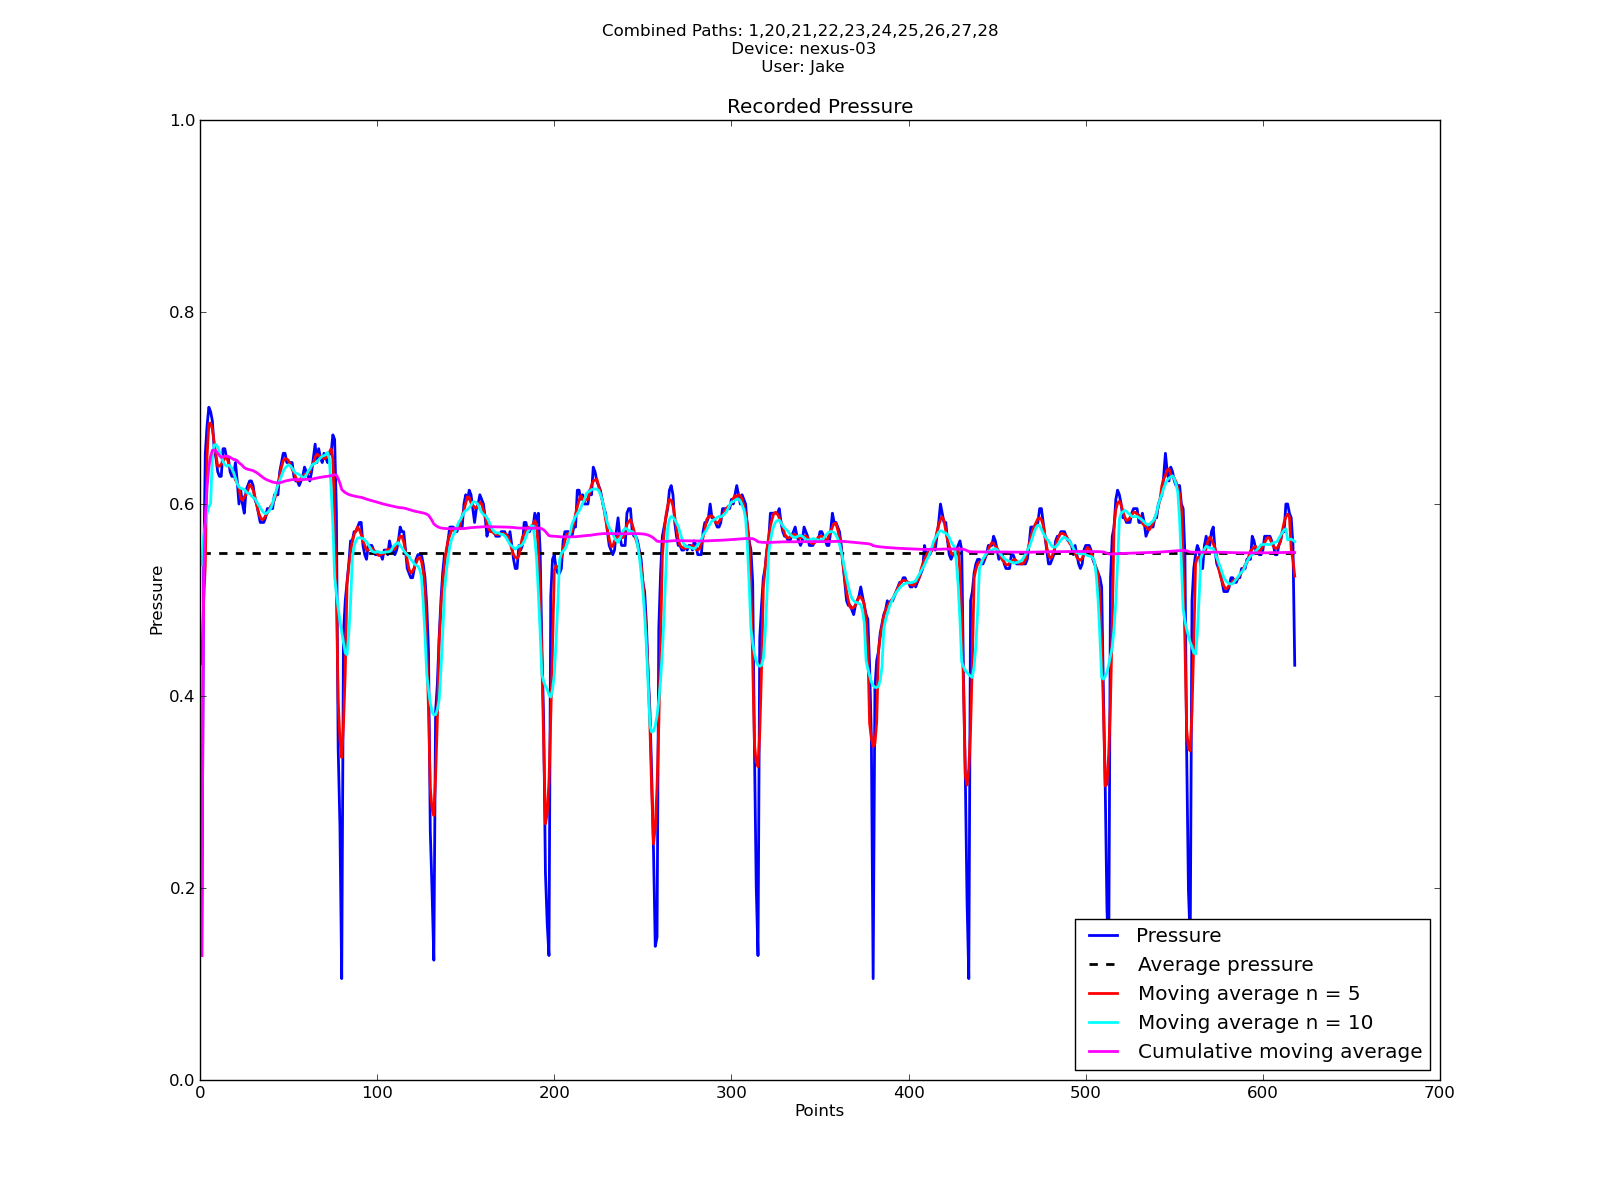 Combined Paths: 1,20,21,22,23,24,25,26,27,28
Device: nexus-03
User: Jake
Recorded Pressure
1.0
0.8
0.6
0.4
0.2
0.0
Pressure
0 100 200 300 400 500 600 700
Points
Pressure
Average pressure
Moving average n = 5
Moving average n = 10
Cumulative moving average